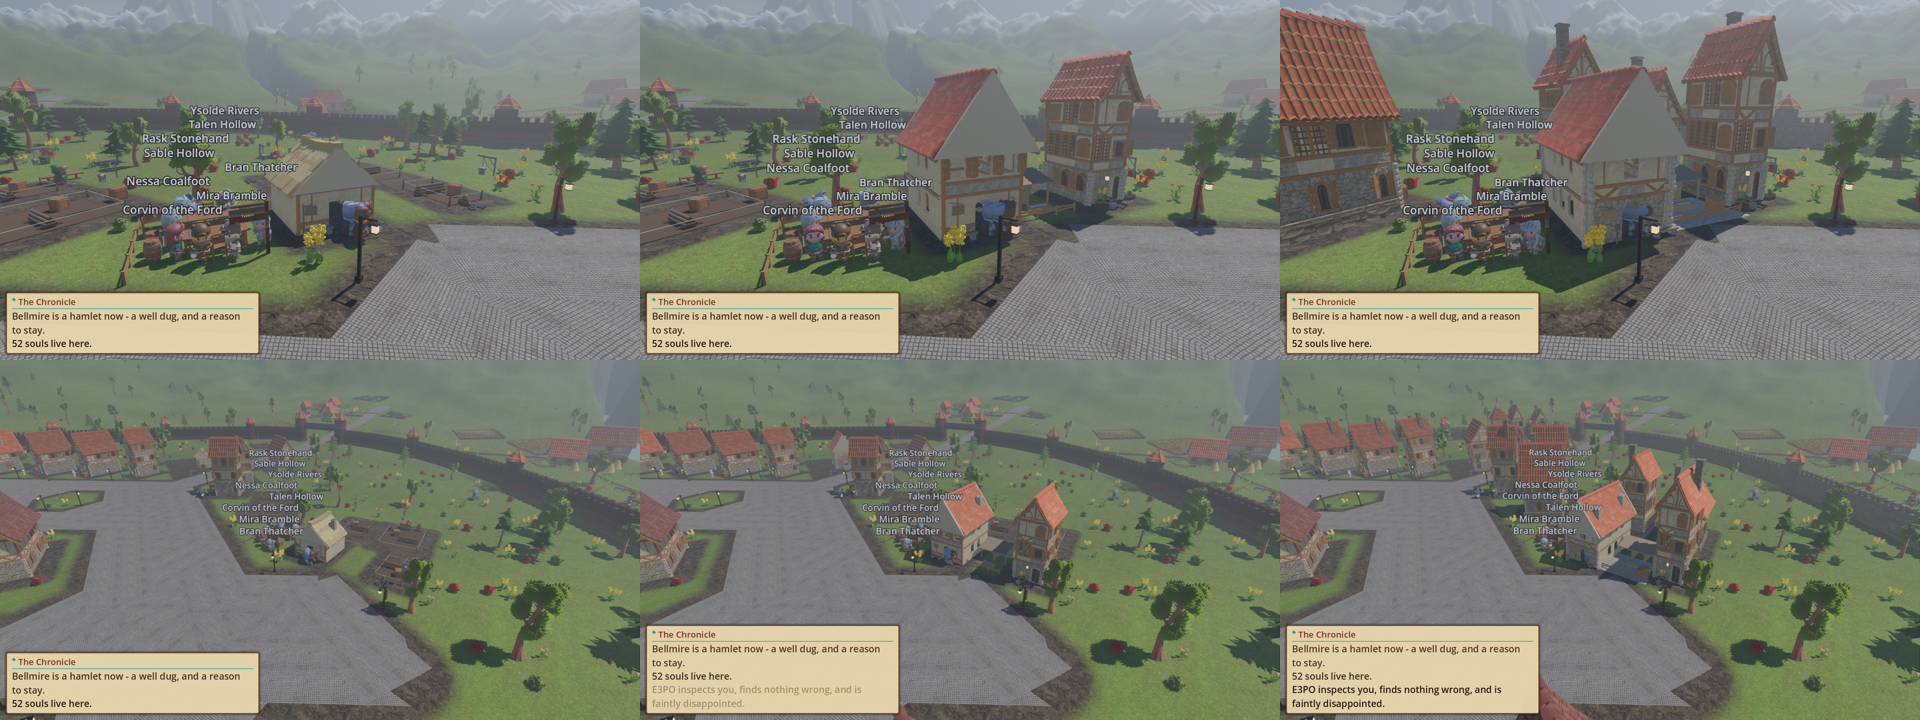 Ysolde Rivers
Talen Hollow
Rask Stonehand
Sable Hollow
Bran Thatcher
Nessa Coalfoot
Mira Bramble
Corvin of the Ford
The Chronicle
Bellmire is a hamlet now - a well dug, and a reason
to stay.
52 souls live here.
Ysolde Rivers
Talen Hollow
Rask Stonehand
Sable Hollow
Nessa Coalfoot
Bran Thatcher
Mira Bramble
Corvin of the Ford
The Chronicle
Bellmire is a hamlet now - a well dug, and a reason
to stay.
52 souls live here.
Ysolde Rivers
Talen Hollow
Rask Stonehand
Sable Hollow
Nessa Coalfoot
Bran Thatcher
Mira Bramble
Corvin of the Ford
The Chronicle
Bellmire is a hamlet now - a well dug, and a reason
to stay.
52 souls live here.
Rask Stonehand
Sable Hollow
Ysolde Rivers
Nessa Coalfoot
Talen Hollow
Corvin of the Ford
Mira Bramble
Bran Thatcher
The Chronicle
Bellmire is a hamlet now - a well dug, and a reason
to stay.
52 souls live here.
Rask Stonehand
Sable Hollow
Ysolde Rivers
Nessa Coalfoot
Talen Hollow
Corvin of the Ford
Mira Bramble
Bran Thatcher
The Chronicle
Bellmire is a hamlet now - a well dug, and a reason
to stay.
52 souls live here.
E3PO inspects you, finds nothing wrong, and is
faintly disappointed.
Rask Stonehand
Sable Hollow
Ysolde Rivers
Nessa Coalfoot
Corvin of the Ford
Talen Hollow
Mira Bramble
Bran Thatcher
The Chronicle
Bellmire is a hamlet now - a well dug, and a reason
to stay.
52 souls live here.
E3PO inspects you, finds nothing wrong, and is
faintly disappointed.